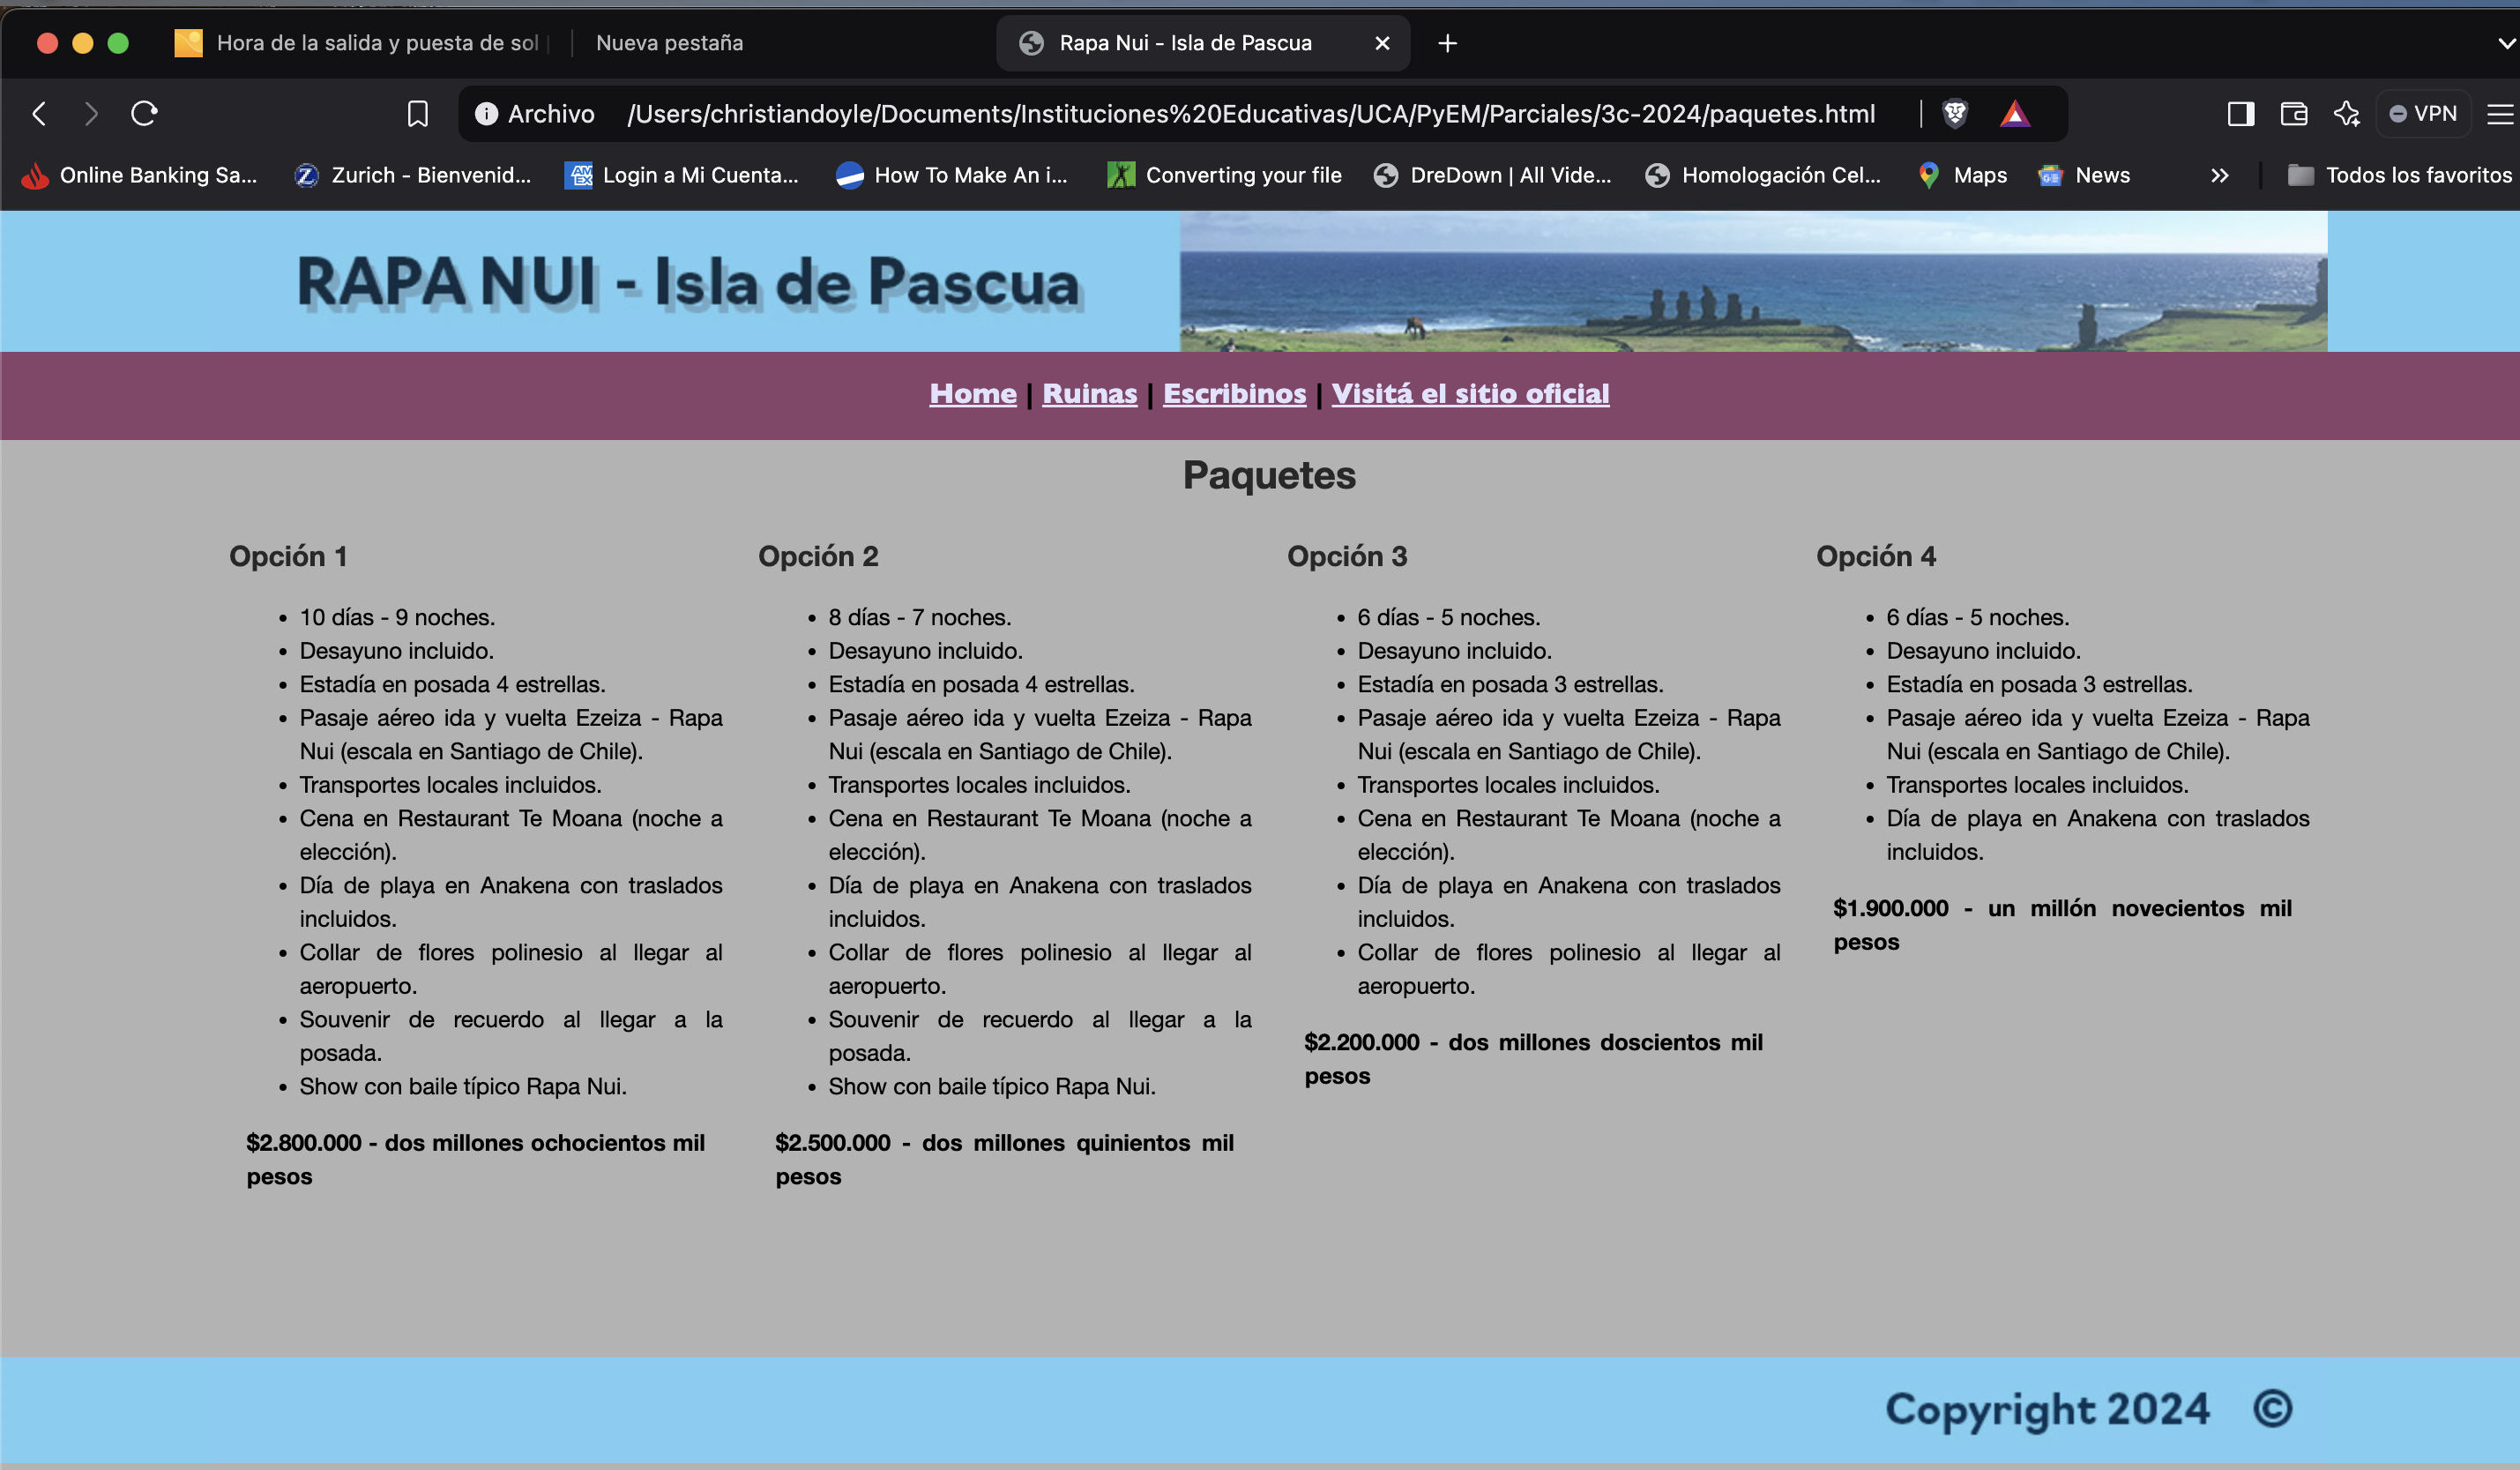 Hora de la salida y puesta de sol
Nueva pestaña
Rapa Nui - Isla de Pascua
Archivo /Users/christiandoyle/Documents/Instituciones%20Educativas/UCA/PyEM/Parciales/3c-2024/paquetes.html
VPN
Online Banking Sa...
Zurich - Bienvenid...
AM EX
Login a Mi Cuenta...
How To Make An i...
Converting your file
DreDown | All Vide...
Homologación Cel...
Maps
News
Todos los favoritos
RAPA NUI - Isla de Pascua
Home | Ruinas | Escribinos | Visitá el sitio oficial
Paquetes
Opción 1
• 10 días - 9 noches.
• Desayuno incluido.
• Estadía en posada 4 estrellas.
• Pasaje aéreo ida y vuelta Ezeiza - Rapa
Nui (escala en Santiago de Chile).
• Transportes locales incluidos.
• Cena en Restaurant Te Moana (noche a
elección).
• Día de playa en Anakena con traslados
incluidos.
• Collar de flores polinesio al llegar al
aeropuerto.
• Souvenir de recuerdo al llegar a la
posada.
• Show con baile típico Rapa Nui.
$2.800.000 - dos millones ochocientos mil
pesos
Opción 2
• 8 días - 7 noches.
• Desayuno incluido.
• Estadía en posada 4 estrellas.
• Pasaje aéreo ida y vuelta Ezeiza - Rapa
Nui (escala en Santiago de Chile).
• Transportes locales incluidos.
• Cena en Restaurant Te Moana (noche a
elección).
• Día de playa en Anakena con traslados
incluidos.
• Collar de flores polinesio al llegar al
aeropuerto.
• Souvenir de recuerdo al llegar a la
posada.
• Show con baile típico Rapa Nui.
$2.500.000 - dos millones quinientos mil
pesos
Opción 3
• 6 días - 5 noches.
• Desayuno incluido.
• Estadía en posada 3 estrellas.
• Pasaje aéreo ida y vuelta Ezeiza - Rapa
Nui (escala en Santiago de Chile).
• Transportes locales incluidos.
• Cena en Restaurant Te Moana (noche a
elección).
• Día de playa en Anakena con traslados
incluidos.
• Collar de flores polinesio al llegar al
aeropuerto.
$2.200.000 - dos millones doscientos mil
pesos
Opción 4
• 6 días - 5 noches.
• Desayuno incluido.
• Estadía en posada 3 estrellas.
• Pasaje aéreo ida y vuelta Ezeiza - Rapa
Nui (escala en Santiago de Chile).
• Transportes locales incluidos.
• Día de playa en Anakena con traslados
incluidos.
$1.900.000 - un millón novecientos mil
pesos
Copyright 2024 ©